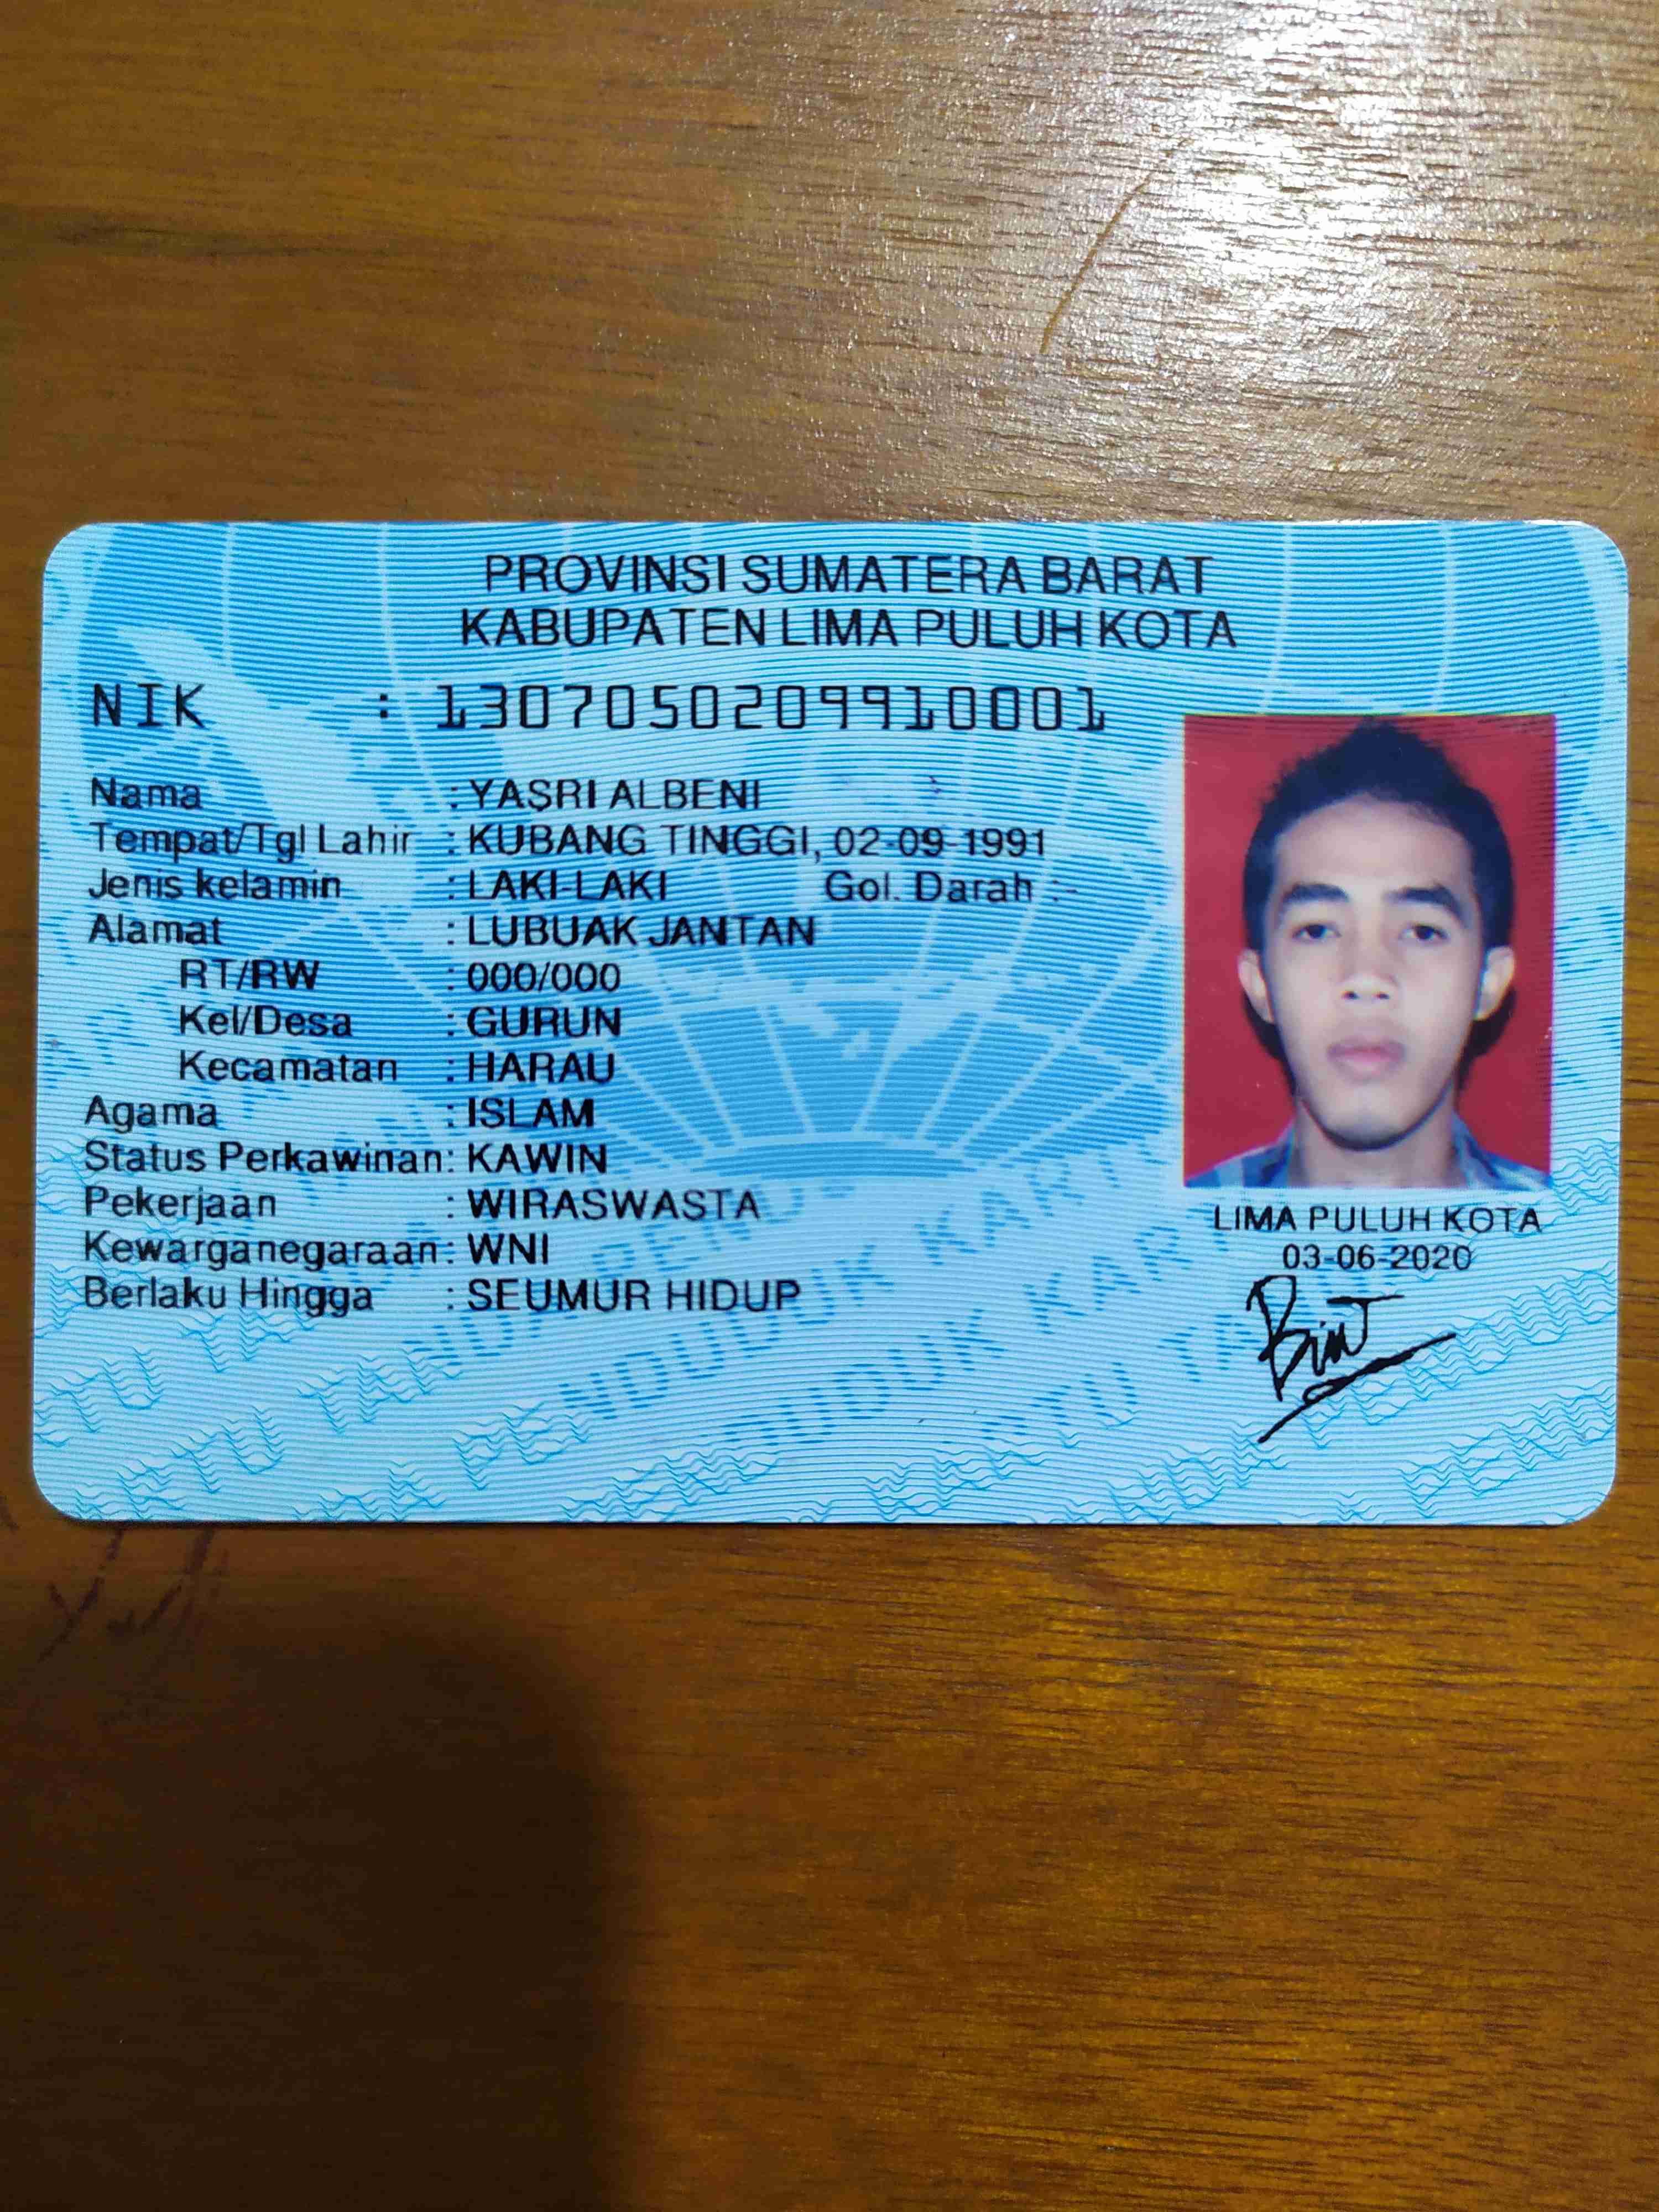 PROVINSI SUMATERA BARAT
KABUPATEN LIMA PULUH KOTA
NIK : 1307050209910001
Nama : YASRI ALBENI
Tempat/Tgl Lahir : KUBANG TINGGI, 02-09-1991
Jenis kelamin : LAKI-LAKI Gol. Darah :-
Alamat : LUBUAK JANTAN
RT/RW : 000/000
Kel/Desa : GURUN
Kecamatan : HARAU
Agama : ISLAM
Status Perkawinan: KAWIN
Pekerjaan : WIRASWASTA
Kewarganegaraan: WNI
Berlaku Hingga : SEUMUR HIDUP
LIMA PULUH KOTA
03-06-2020